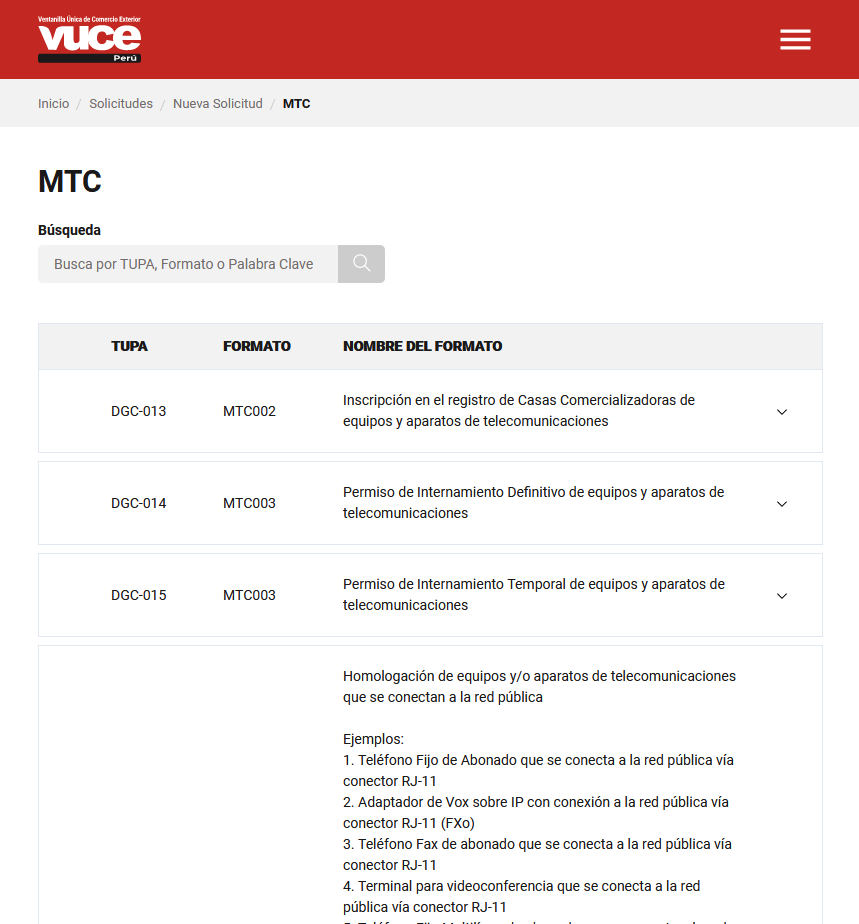 Ventanilla Única de Comercio Exterior
vuce
Perú
Inicio / Solicitudes / Nueva Solicitud / MTC
MTC
Búsqueda
Busca por TUPA, Formato o Palabra Clave
TUPA FORMATO NOMBRE DEL FORMATO
DGC-013 MTC002 Inscripción en el registro de Casas Comercializadoras de
equipos y aparatos de telecomunicaciones
DGC-014 MTC003 Permiso de Internamiento Definitivo de equipos y aparatos de
telecomunicaciones
DGC-015 MTC003 Permiso de Internamiento Temporal de equipos y aparatos de
telecomunicaciones
Homologación de equipos y/o aparatos de telecomunicaciones
que se conectan a la red pública
Ejemplos:
1. Teléfono Fijo de Abonado que se conecta a la red pública vía
conector RJ-11
2. Adaptador de Vox sobre IP con conexión a la red pública vía
conector RJ-11 (FXo)
3. Teléfono Fax de abonado que se conecta a la red pública vía
conector RJ-11
4. Terminal para videoconferencia que se conecta a la red
pública vía conector RJ-11